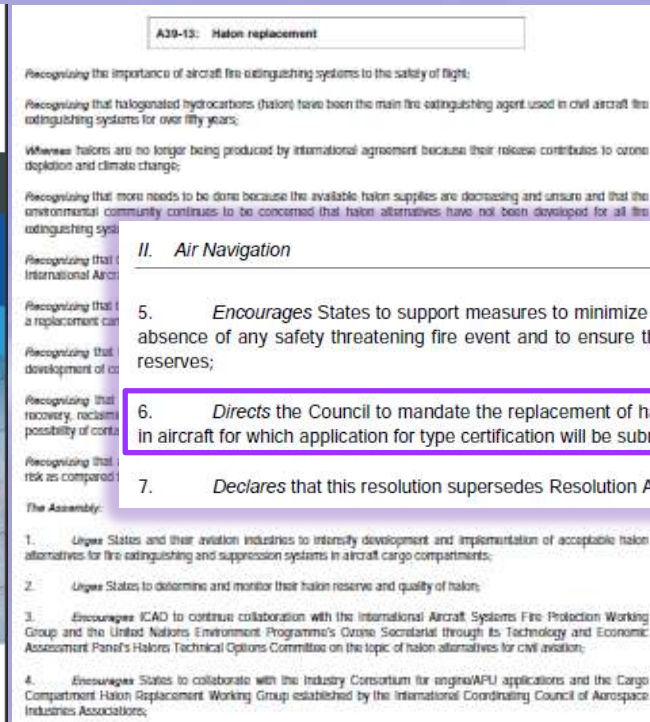 A39-13: Halon replacement
Recognizing the importance of aircraft fire extinguishing systems to the safety of flight;
Recognizing that halogenated hydrocarbons (halon) have been the main fire extinguishing agent used in civil aircraft fire
extinguishing systems for over fifty years;
Whereas halons are no longer being produced by international agreement because their release contributes to ozone
depletion and climate change;
Recognizing that more needs to be done because the available halon supplies are decreasing and unsure and that the
environmental community continues to be concerned that halon alternatives have not been developed for all fire
extinguishing
Recognizing that
International
Recognizing that
a replacement
Recognizing that
development of
Recognizing that
recovery,
possibility of
Recognizing that
risk as compared
II. Air Navigation
5. Encourages States to support measures to minimize
absence of any safety threatening fire event and to ensure
reserves;
6. Directs the Council to mandate the replacement of
in aircraft for which application for type certification will be
7. Declares that this resolution supersedes Resolution
The Assembly:
1. Urges States and their aviation industries to intensify development and implementation of acceptable halon
alternatives for fire extinguishing and suppression systems in aircraft cargo compartments;
2. Urges States to determine and monitor their halon reserve and quality of halon;
3. Encourages ICAO to continue collaboration with the International Aircraft Systems Fire Protection Working
Group and the United Nations Environment Programme's Ozone Secretariat through its Technology and Economic
Assessment Panel's Halons Technical Options Committee on the topic of halon alternatives for civil aviation;
4. Encourages States to collaborate with the Industry Consortium for engine/APU applications and the Cargo
Compartment Halon Replacement Working Group established by the International Coordinating Council of Aerospace
Industries Associations;